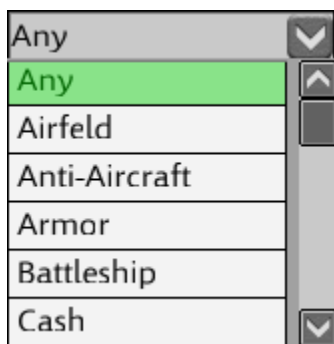 Any
Any
Airfeld
Anti-Aircraft
Armor
Battleship
Cash